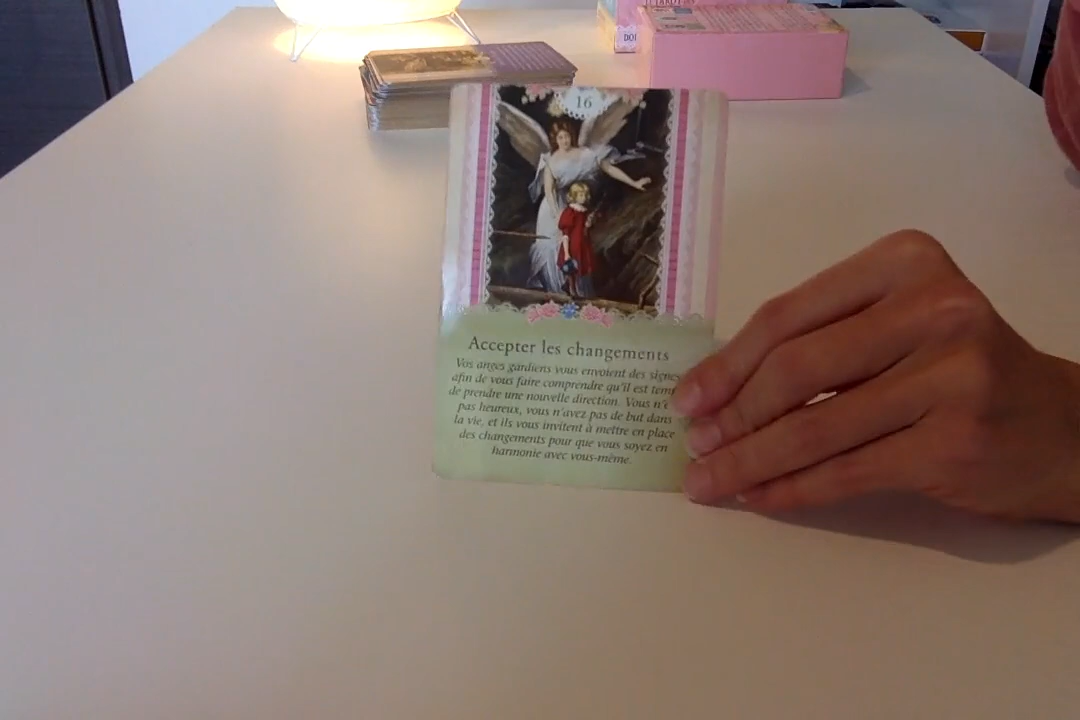 16
Accepter les changements
Vos anges gardiens vous envoient des signes
afin de vous faire comprendre qu'il est
de prendre une nouvelle direction. Vous
pas heureux, vous n'avez pas de but dans
la vie, et ils vous invitent à mettre en place
des changements pour que vous soyez en
harmonie avec vous-même.